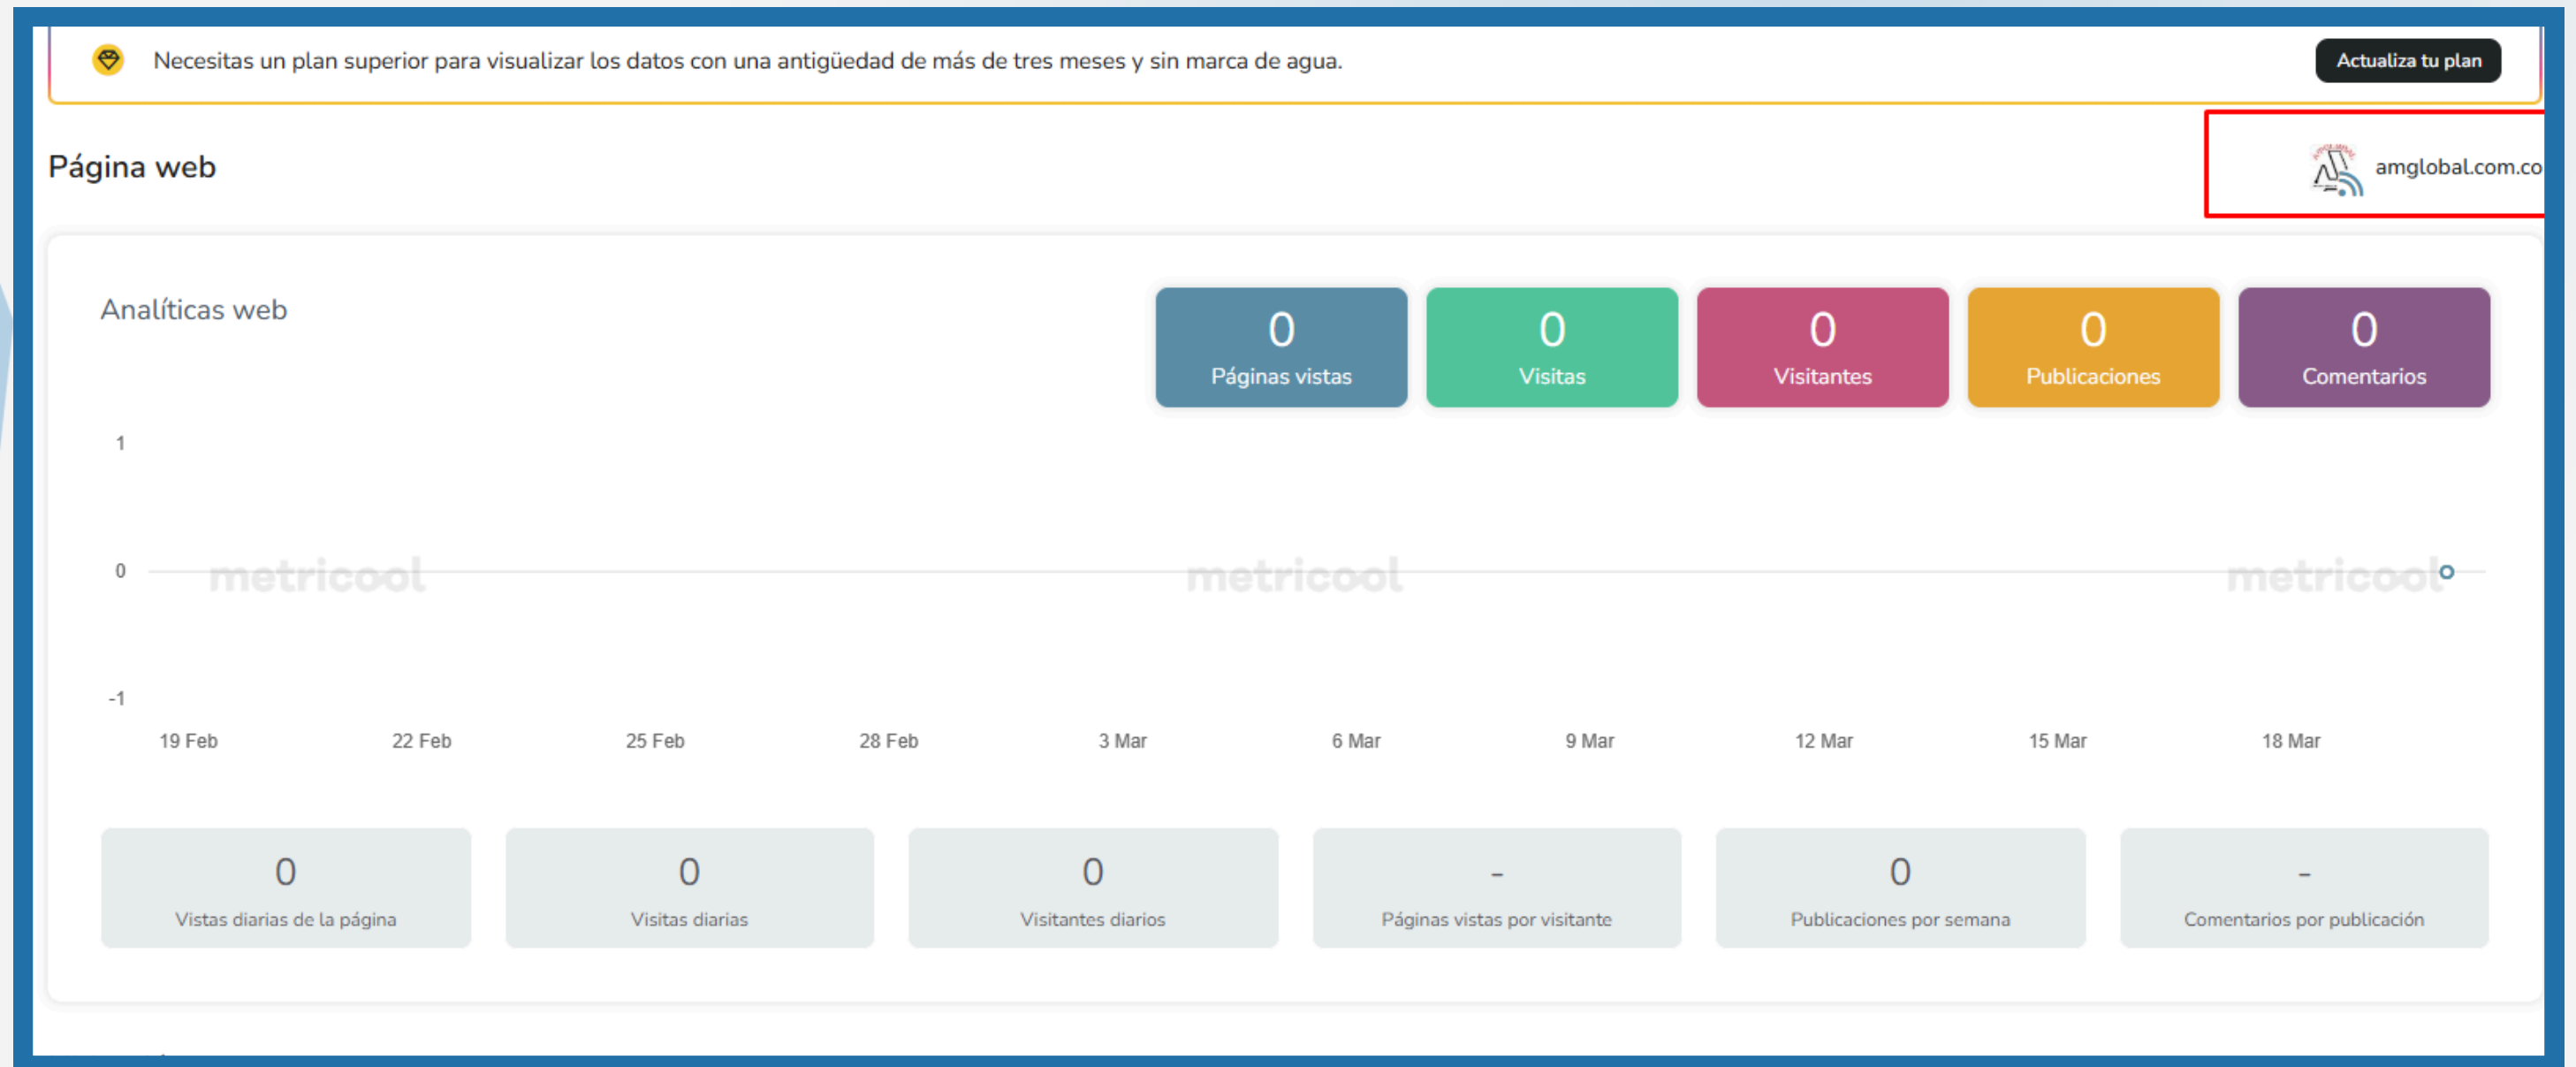 Necesitas un plan superior para visualizar los datos con una antigüedad de más de tres meses y sin marca de agua.
Actualiza tu plan
Página web
AMGLOBAL
amglobal.com.co
Analíticas web
0
Páginas vistas
0
Visitas
0
Visitantes
0
Publicaciones
0
Comentarios
1
0
-1
metricool
metricool
metricool
19 Feb 22 Feb 25 Feb 28 Feb 3 Mar 6 Mar 9 Mar 12 Mar 15 Mar 18 Mar
0
Vistas diarias de la página
0
Visitas diarias
0
Visitantes diarios
-
Páginas vistas por visitante
0
Publicaciones por semana
-
Comentarios por publicación